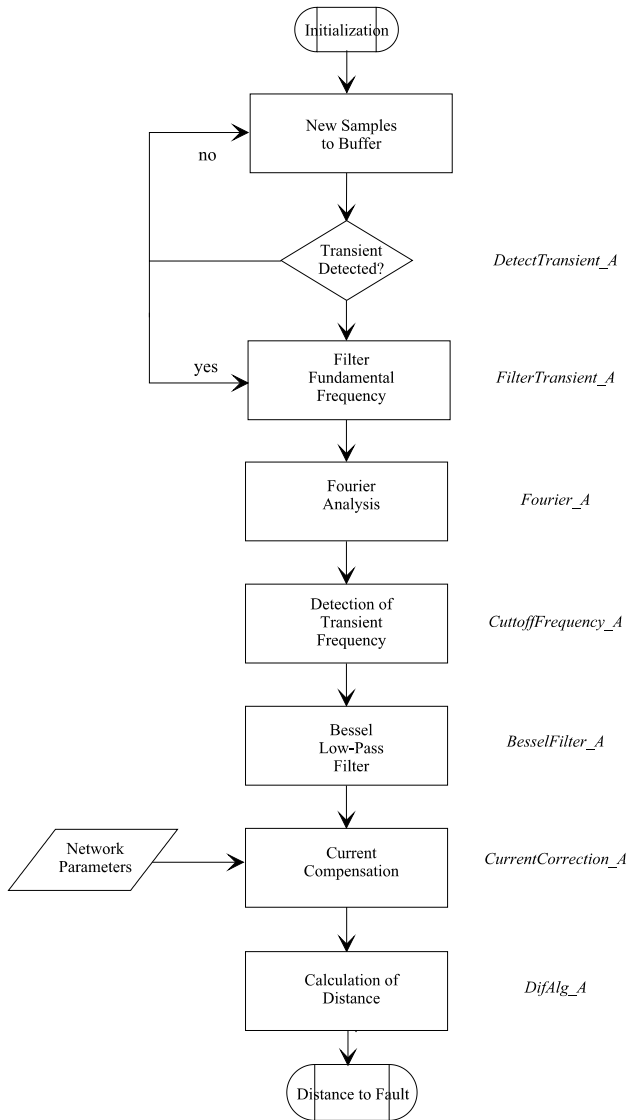 Initialization
New Samples
to Buffer
no
Transient
Detected?
DetectTransient_A
yes
Filter
Fundamental
Frequency
FilterTransient_A
Fourier
Analysis
Fourier_A
Detection of
Transient
Frequency
CuttoffFrequency_A
Bessel
Low-Pass
Filter
BesselFilter_A
Network
Parameters
Current
Compensation
CurrentCorrection_A
Calculation of
Distance
DifAlg_A
Distance to Fault